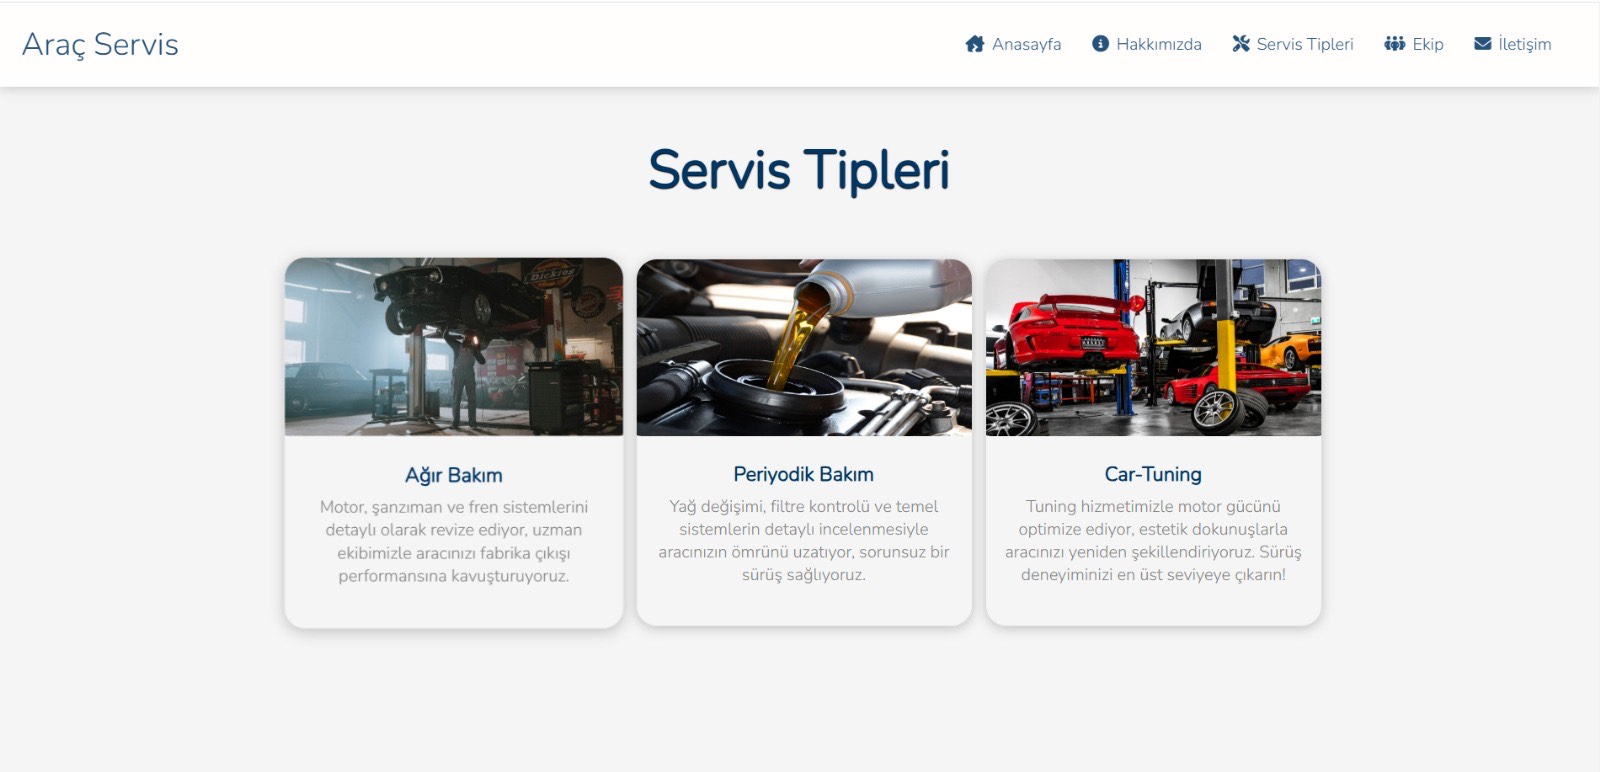 Araç Servis
Anasayfa Hakkımızda Servis Tipleri Ekip İletişim
Servis Tipleri
Dickies
Ağır Bakım
Motor, şanzıman ve fren sistemlerini
detaylı olarak revize ediyor, uzman
ekibimizle aracınızı fabrika çıkışı
performansına kavuşturuyoruz.
Periyodik Bakım
Yağ değişimi, filtre kontrolü ve temel
sistemlerin detaylı incelenmesiyle
aracınızın ömrünü uzatıyor, sorunsuz bir
sürüş sağlıyoruz.
Car-Tuning
Tuning hizmetimizle motor gücünü
optimize ediyor, estetik dokunuşlarla
aracınızı yeniden şekillendiriyoruz. Sürüş
deneyiminizi en üst seviyeye çıkarın!